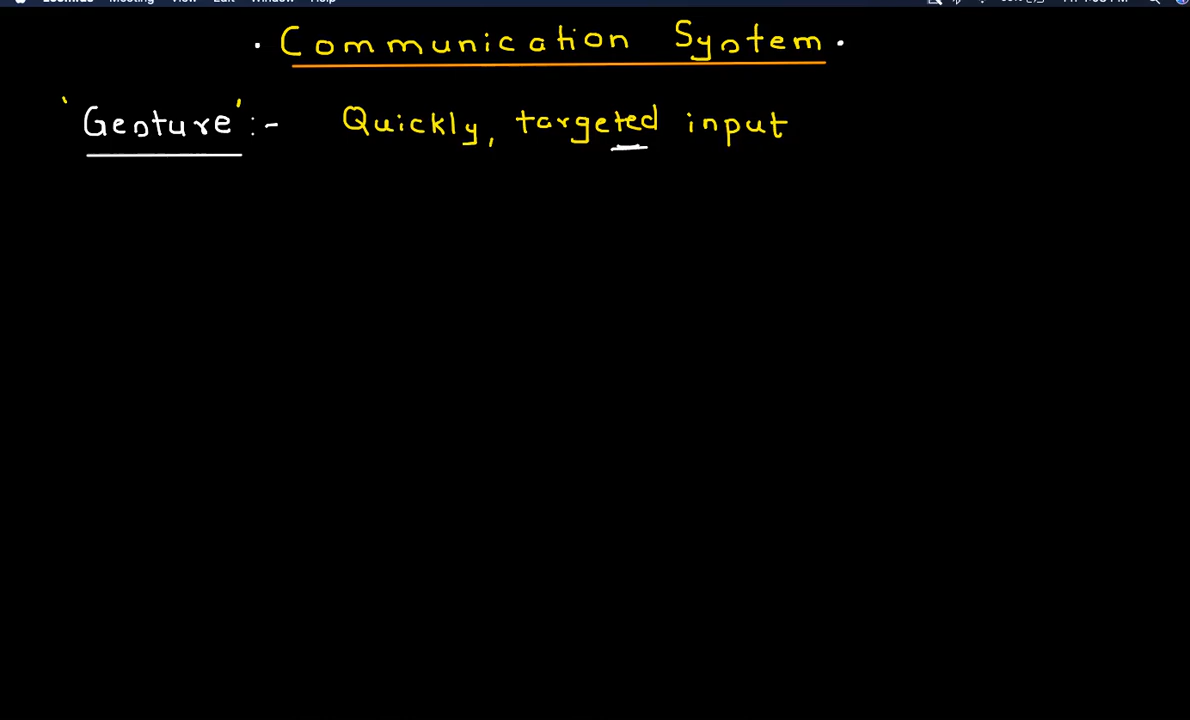 . Communication System.
'Gesture' :- Quickly, targeted input